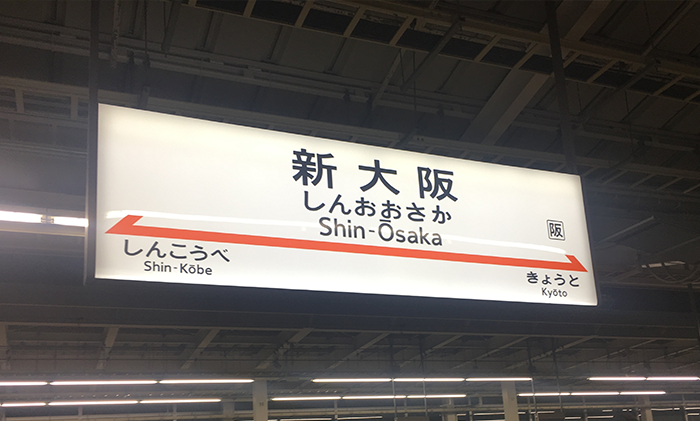 新大阪
しんおおさか
Shin-Ōsaka
阪
しんこうべ
Shin-Kōbe
きょうと
Kyōto